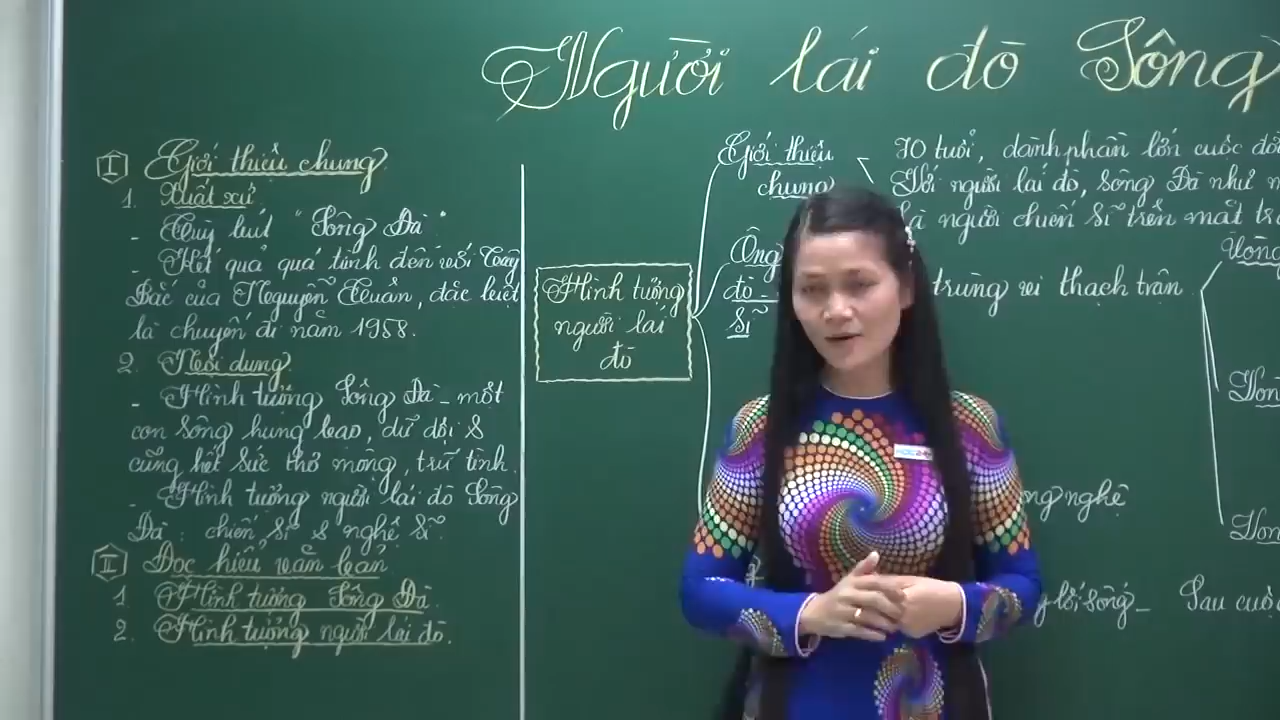 Người lái đò Sông
I Giới thiệu chung
1. Xuất xứ
- Tùy bút "Sông Đà"
- Kết quả quá trình đến với Tây
Bắc của Nguyễn Tuân, đặc biệt
là chuyến đi năm 1958.
2. Nội dung
- Hình tượng Sông Đà - một
con sông hung bạo, dữ dội &
cũng hết sức thơ mộng, trữ tình.
- Hình tượng người lái đò Sông
Đà: chiến sĩ & nghệ sĩ.
II Đọc hiểu văn bản
1. Hình tượng Sông Đà.
2. Hình tượng người lái đò.
Hình tượng
người lái
đò
Giới thiệu
chung
70 tuổi, dành phần lớn cuộc đờ
Với người lái đò, sông Đà như m
Là người chiến sĩ trên mặt tr
Ông
đò -
Sĩ
trùng vi thạch trận
Vòng
Vòn
Vòn
ng nghệ
lối sống - Sau cuộ